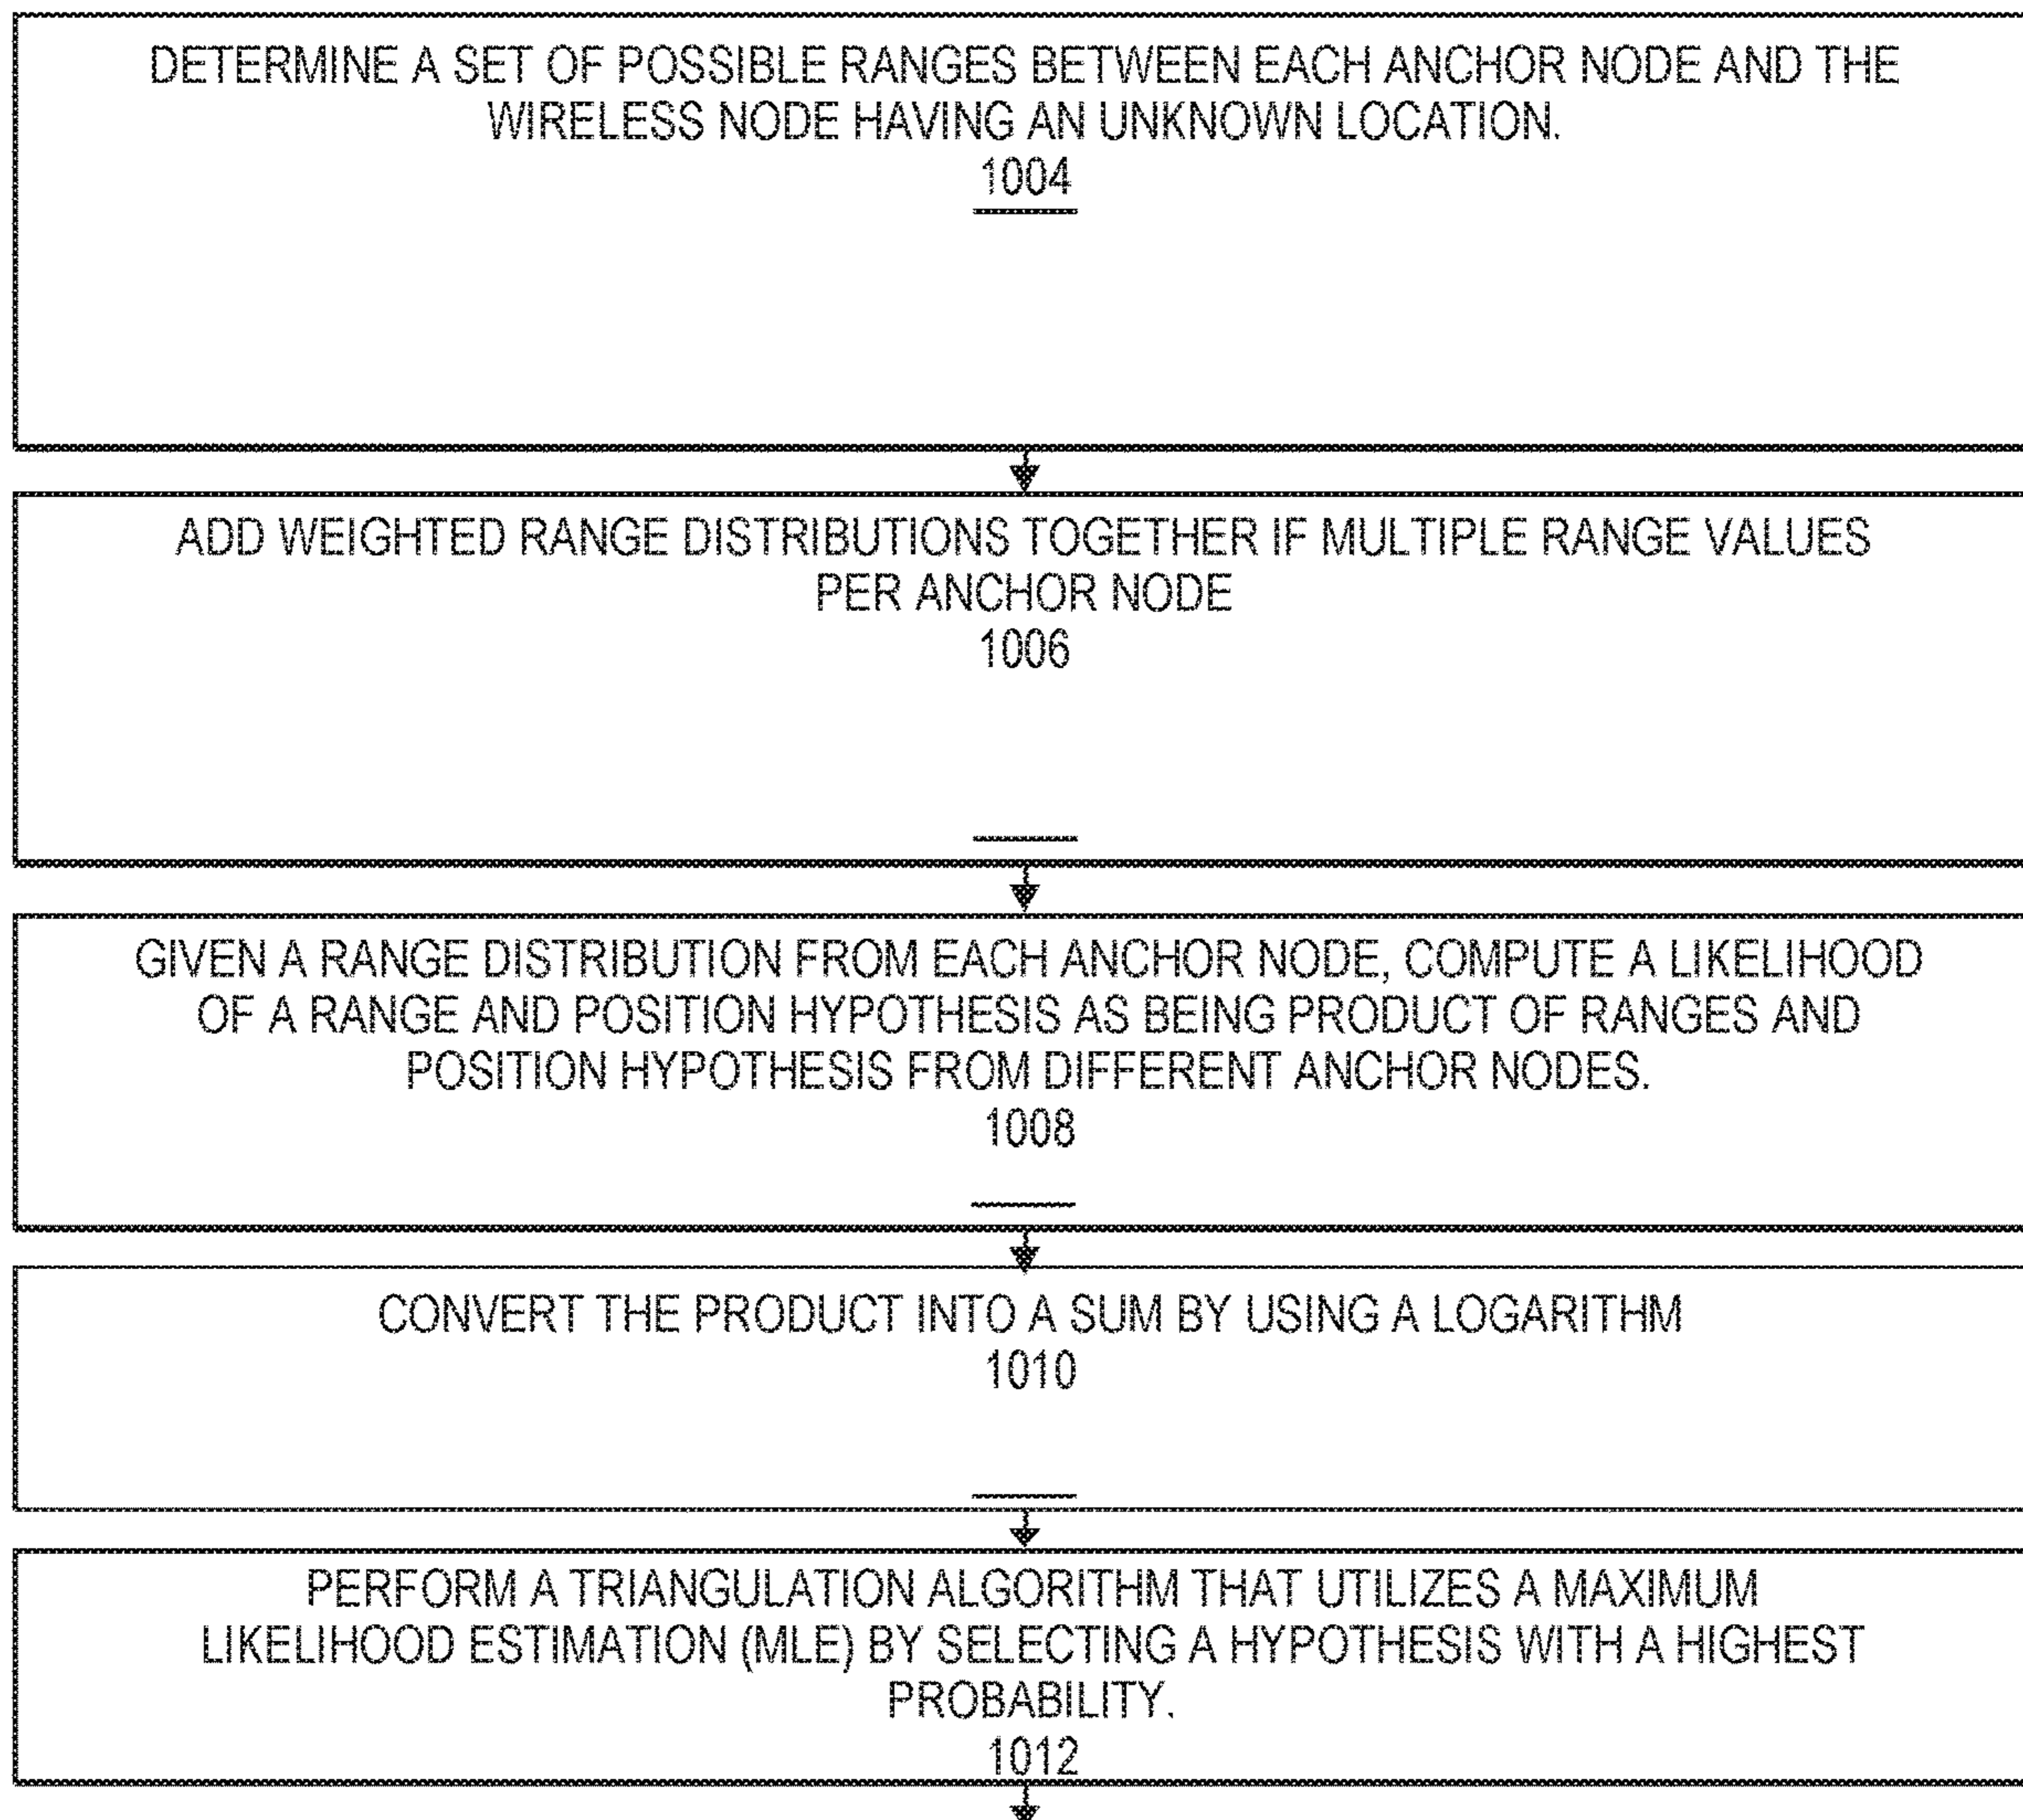 DETERMINE A SET OF POSSIBLE RANGES BETWEEN EACH ANCHOR NODE AND THE
WIRELESS NODE HAVING AN UNKNOWN LOCATION.
1004
ADD WEIGHTED RANGE DISTRIBUTIONS TOGETHER IF MULTIPLE RANGE VALUES
PER ANCHOR NODE
1006
GIVEN A RANGE DISTRIBUTION FROM EACH ANCHOR NODE, COMPUTE A LIKELIHOOD
OF A RANGE AND POSITION HYPOTHESIS AS BEING PRODUCT OF RANGES AND
POSITION HYPOTHESIS FROM DIFFERENT ANCHOR NODES.
1008
CONVERT THE PRODUCT INTO A SUM BY USING A LOGARITHM
1010
PERFORM A TRIANGULATION ALGORITHM THAT UTILIZES A MAXIMUM
LIKELIHOOD ESTIMATION (MLE) BY SELECTING A HYPOTHESIS WITH A HIGHEST
PROBABILITY.
1012